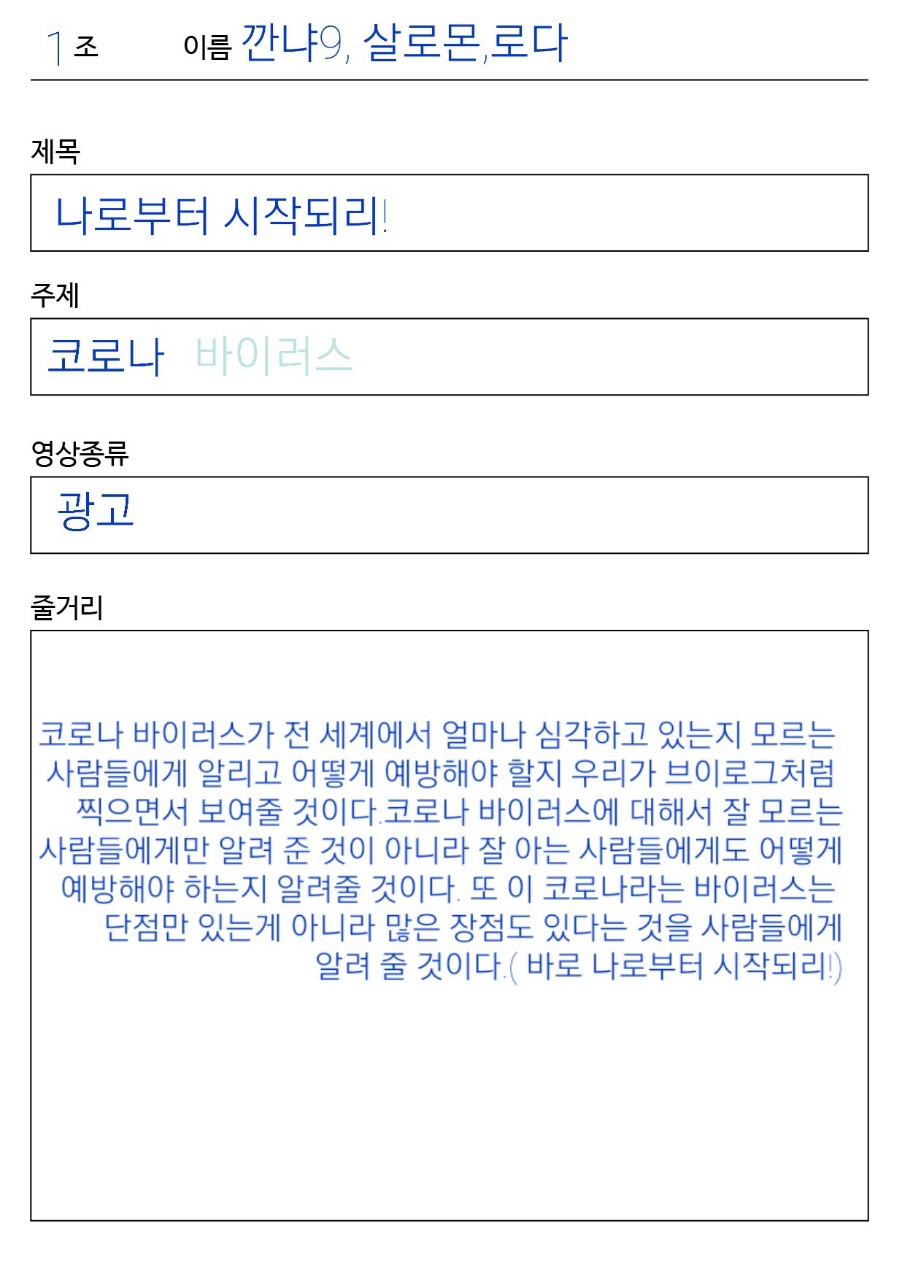 1 조 이름 깐냐9, 살로몬,로다
제목
나로부터 시작되리!
주제
코로나 바이러스
영상종류
광고
줄거리
코로나 바이러스가 전 세계에서 얼마나 심각하고 있는지 모르는
사람들에게 알리고 어떻게 예방해야 할지 우리가 브이로그처럼
찍으면서 보여줄 것이다.코로나 바이러스에 대해서 잘 모르는
사람들에게만 알려 준 것이 아니라 잘 아는 사람들에게도 어떻게
예방해야 하는지 알려줄 것이다. 또 이 코로나라는 바이러스는
단점만 있는게 아니라 많은 장점도 있다는 것을 사람들에게
알려 줄 것이다.( 바로 나로부터 시작되리!)